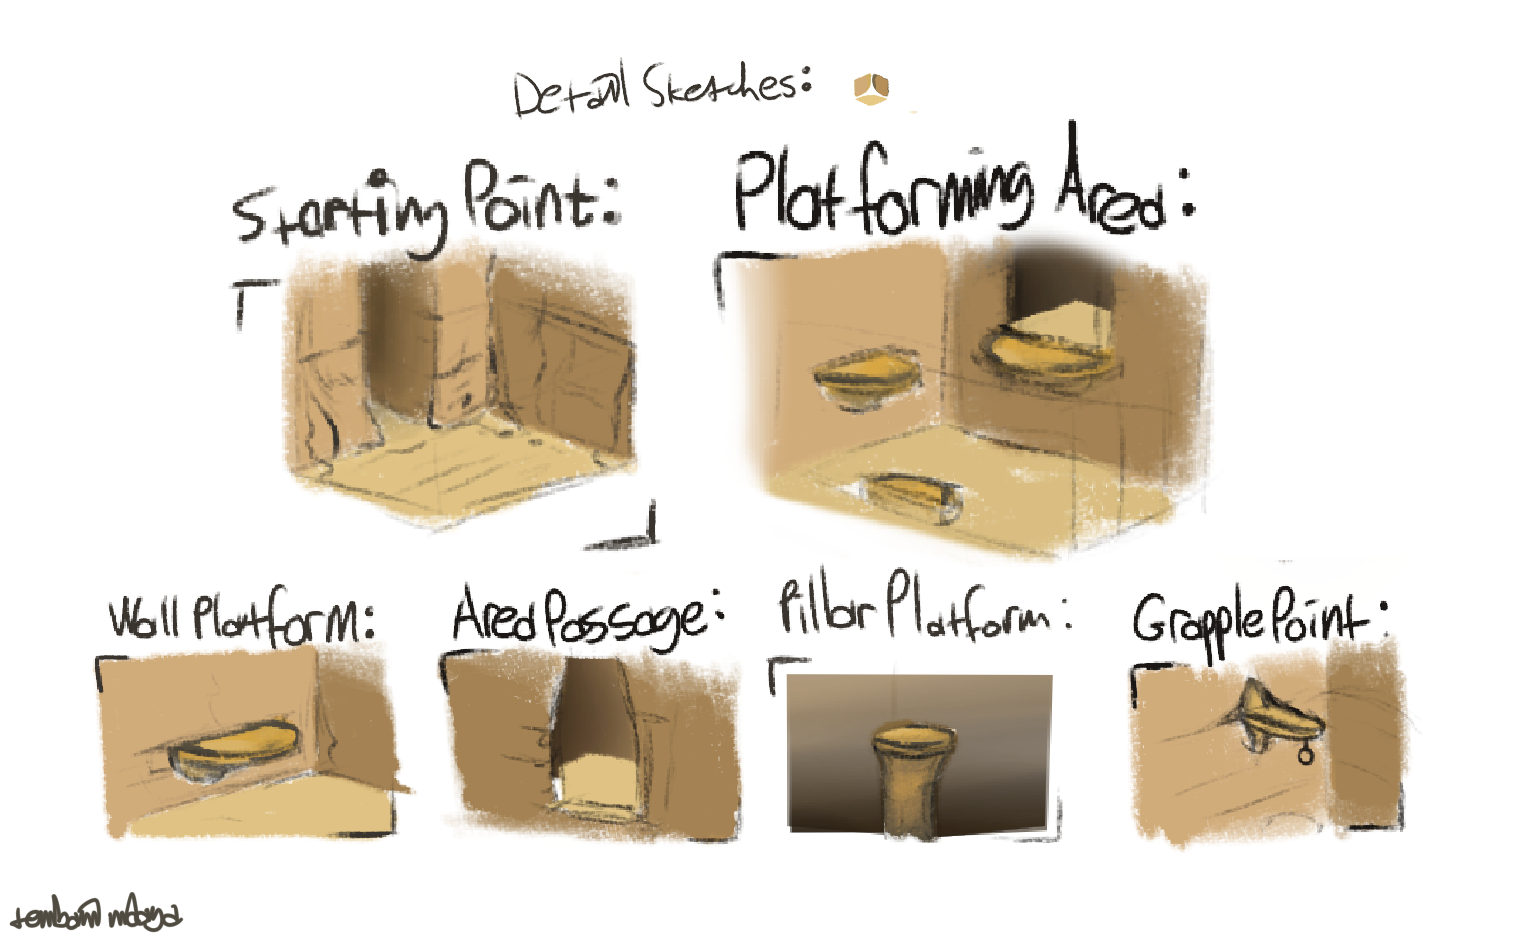 Detail Sketches:
Starting Point:
Platforming Area:
Wall Platform:
Area Passage:
Pillar Platform:
Grapple Point: